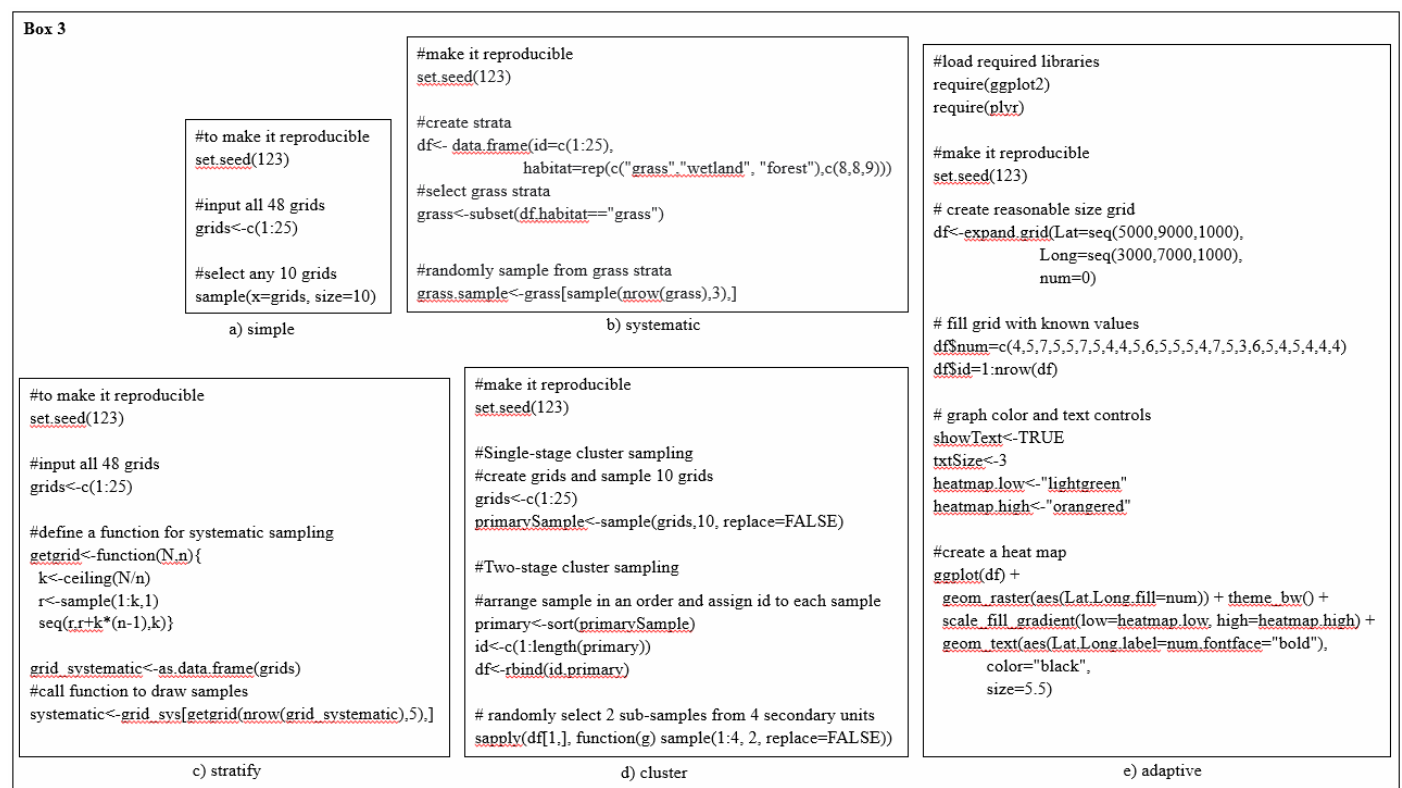 Box 3
#to make it reproducible
set.seed(123)
#input all 48 grids
grids<-c(1:25)
#select any 10 grids
sample(x=grids, size=10)
a) simple
#make it reproducible
set.seed(123)
#create strata
df<- data.frame(id=c(1:25),
habitat=rep(c("grass","wetland", "forest"),c(8,8,9)))
#select grass strata
grass<-subset(df,habitat=="grass")
#randomly sample from grass strata
grass.sample<-grass[sample(nrow(grass),3),]
b) systematic
#to make it reproducible
set.seed(123)
#input all 48 grids
grids<-c(1:25)
#define a function for systematic sampling
getgrid<-function(N,n){
k<-ceiling(N/n)
r<-sample(1:k,1)
seq(r,r+k*(n-1),k)}
grid_systematic<-as.data.frame(grids)
#call function to draw samples
systematic<-grid_sys[getgrid(nrow(grid_systematic),5),]
c) stratify
#make it reproducible
set.seed(123)
#Single-stage cluster sampling
#create grids and sample 10 grids
grids<-c(1:25)
primarySample<-sample(grids,10, replace=FALSE)
#Two-stage cluster sampling
#arrange sample in an order and assign id to each sample
primary<-sort(primarySample)
id<-c(1:length(primary))
df<-rbind(id,primary)
# randomly select 2 sub-samples from 4 secondary units
sapply(df[1,], function(g) sample(1:4, 2, replace=FALSE))
d) cluster
#load required libraries
require(ggplot2)
require(plyr)
#make it reproducible
set.seed(123)
# create reasonable size grid
df<-expand.grid(Lat=seq(5000,9000,1000),
Long=seq(3000,7000,1000),
num=0)
# fill grid with known values
df$num=c(4,5,7,5,5,7,5,4,4,5,6,5,5,5,4,7,5,3,6,5,4,5,4,4,4)
df$id=1:nrow(df)
# graph color and text controls
showText<-TRUE
txtSize<-3
heatmap.low<-"lightgreen"
heatmap.high<-"orangered"
#create a heat map
ggplot(df) +
geom_raster(aes(Lat,Long,fill=num)) + theme_bw() +
scale_fill_gradient(low=heatmap.low, high=heatmap.high) +
geom_text(aes(Lat,Long,label=num,fontface="bold"),
color="black",
size=5.5)
e) adaptive